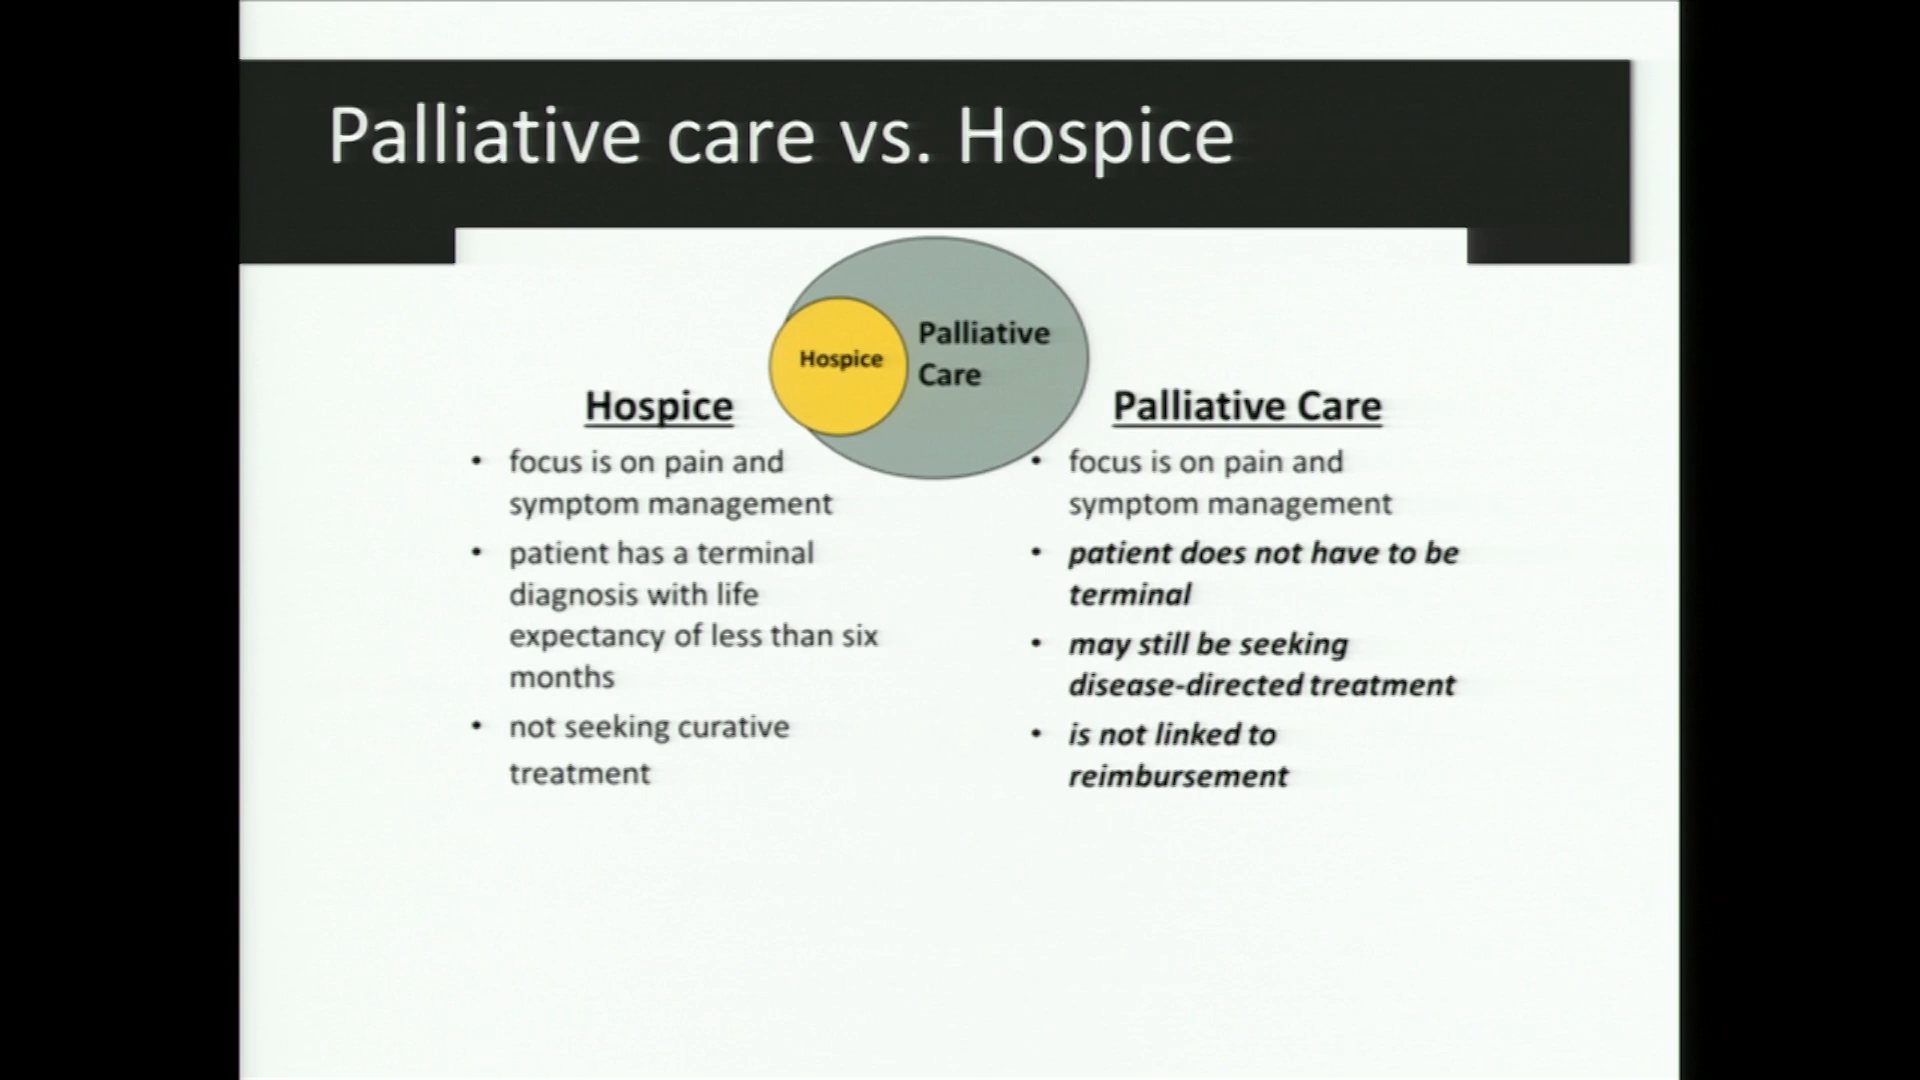 Palliative care vs. Hospice
Hospice
Palliative
Care
Hospice
• focus is on pain and
symptom management
• patient has a terminal
diagnosis with life
expectancy of less than six
months
• not seeking curative
treatment
Palliative Care
• focus is on pain and
symptom management
• patient does not have to be
terminal
• may still be seeking
disease-directed treatment
• is not linked to
reimbursement